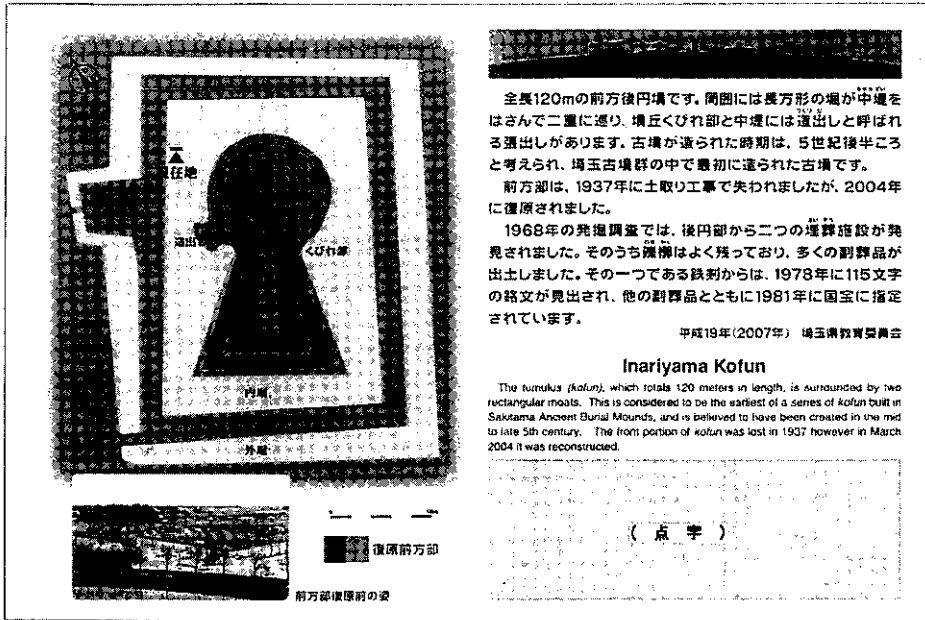 現在地
造出
くびれ部
内堀
外堀
復原前方部
前方部復原前の姿
全長120mの前方後円墳です。周囲には長方形の堀が中堤を
はさんで二重に巡り、墳丘くびれ部と中堤には造出しと呼ばれ
る張出しがあります。古墳が造られた時期は、5世紀後半ころ
と考えられ、埼玉古墳群の中で最初に造られた古墳です。
前方部は、1937年に土取り工事で失われましたが、2004年
に復原されました。
1968年の発掘調査では、後円部から二つの埋葬施設が発
見されました。そのうち礫槨はよく残っており、多くの副葬品が
出土しました。その一つである鉄剣からは、1978年に115文字
の銘文が見出され、他の副葬品とともに1981年に国宝に指定
されています。
平成19年(2007年) 埼玉県教育委員会
Inariyama Kofun
The tumulus (kofun), which totals 120 meters in length, is surrounded by two
rectangular moats. This is considered to be the earliest of a series of kofun built in
Saitama Ancient Burial Mounds, and is believed to have been created in the mid
to late 5th century. The front portion of kofun was lost in 1937 however in March
2004 it was reconstructed.
(点字)